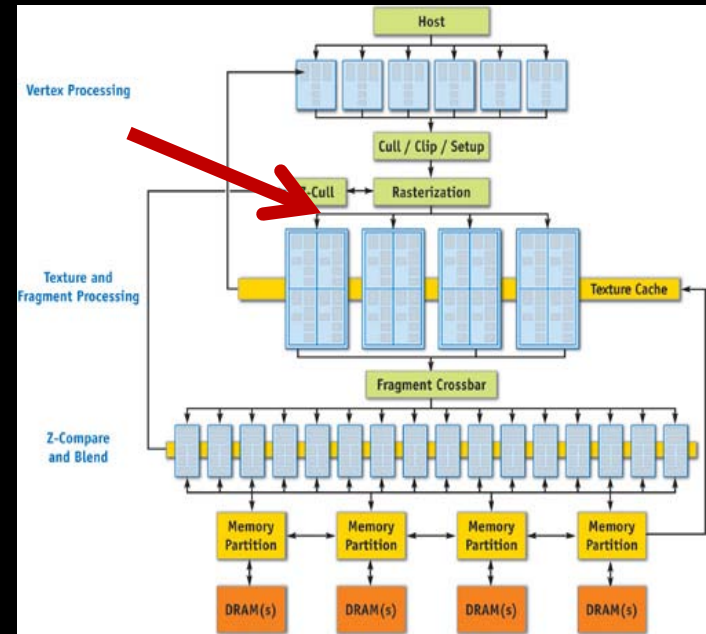 Host
Vertex Processing
Cull / Clip / Setup
-Cull
Rasterization
Texture and
Fragment Processing
Texture Cache
Fragment Crossbar
Z-Compare
and Blend
Memory
Partition
Memory
Partition
Memory
Partition
Memory
Partition
DRAM(s)
DRAM(s)
DRAM(s)
DRAM(s)